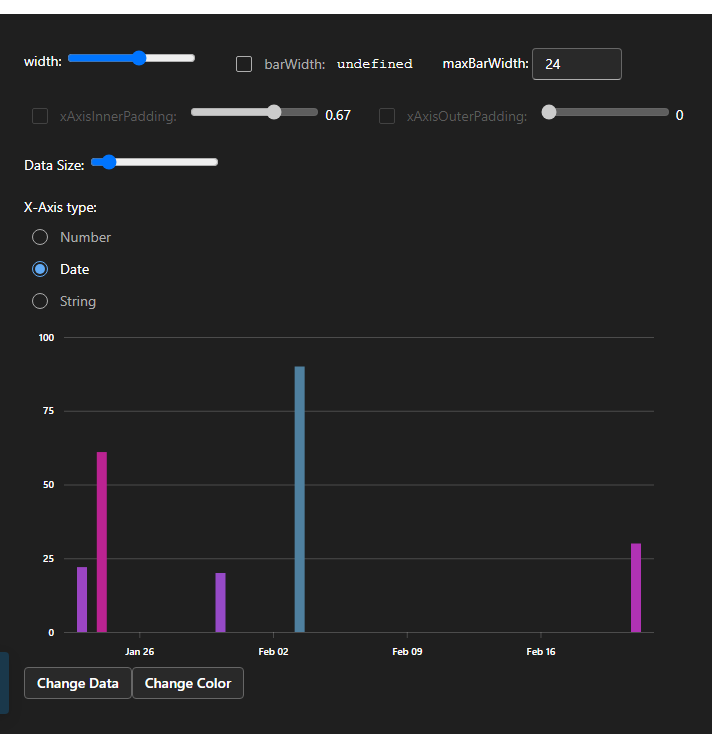 width: barWidth: undefined maxBarWidth: 24
xAxisInnerPadding: 0.67 xAxisOuterPadding: 0
Data Size:
X-Axis type:
Number
Date
String
100
75
50
25
0
Jan 26 Feb 02 Feb 09 Feb 16
Change Data Change Color